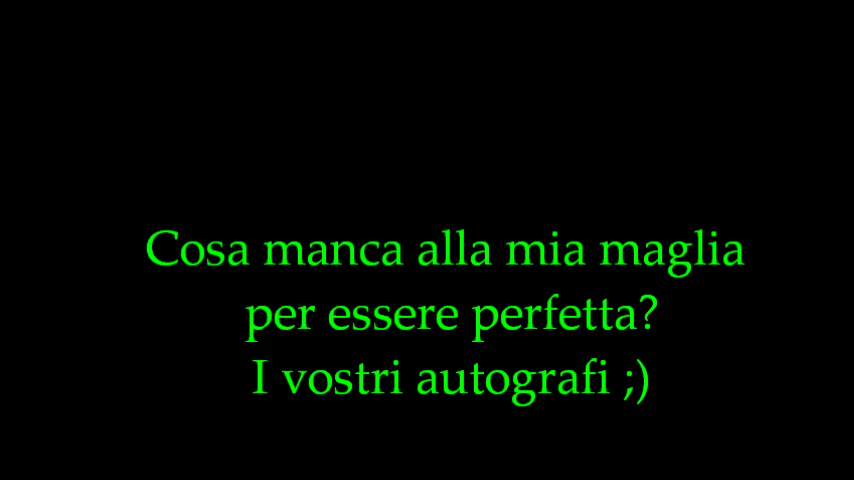 Cosa manca alla mia maglia
per essere perfetta?
I vostri autografi ;)